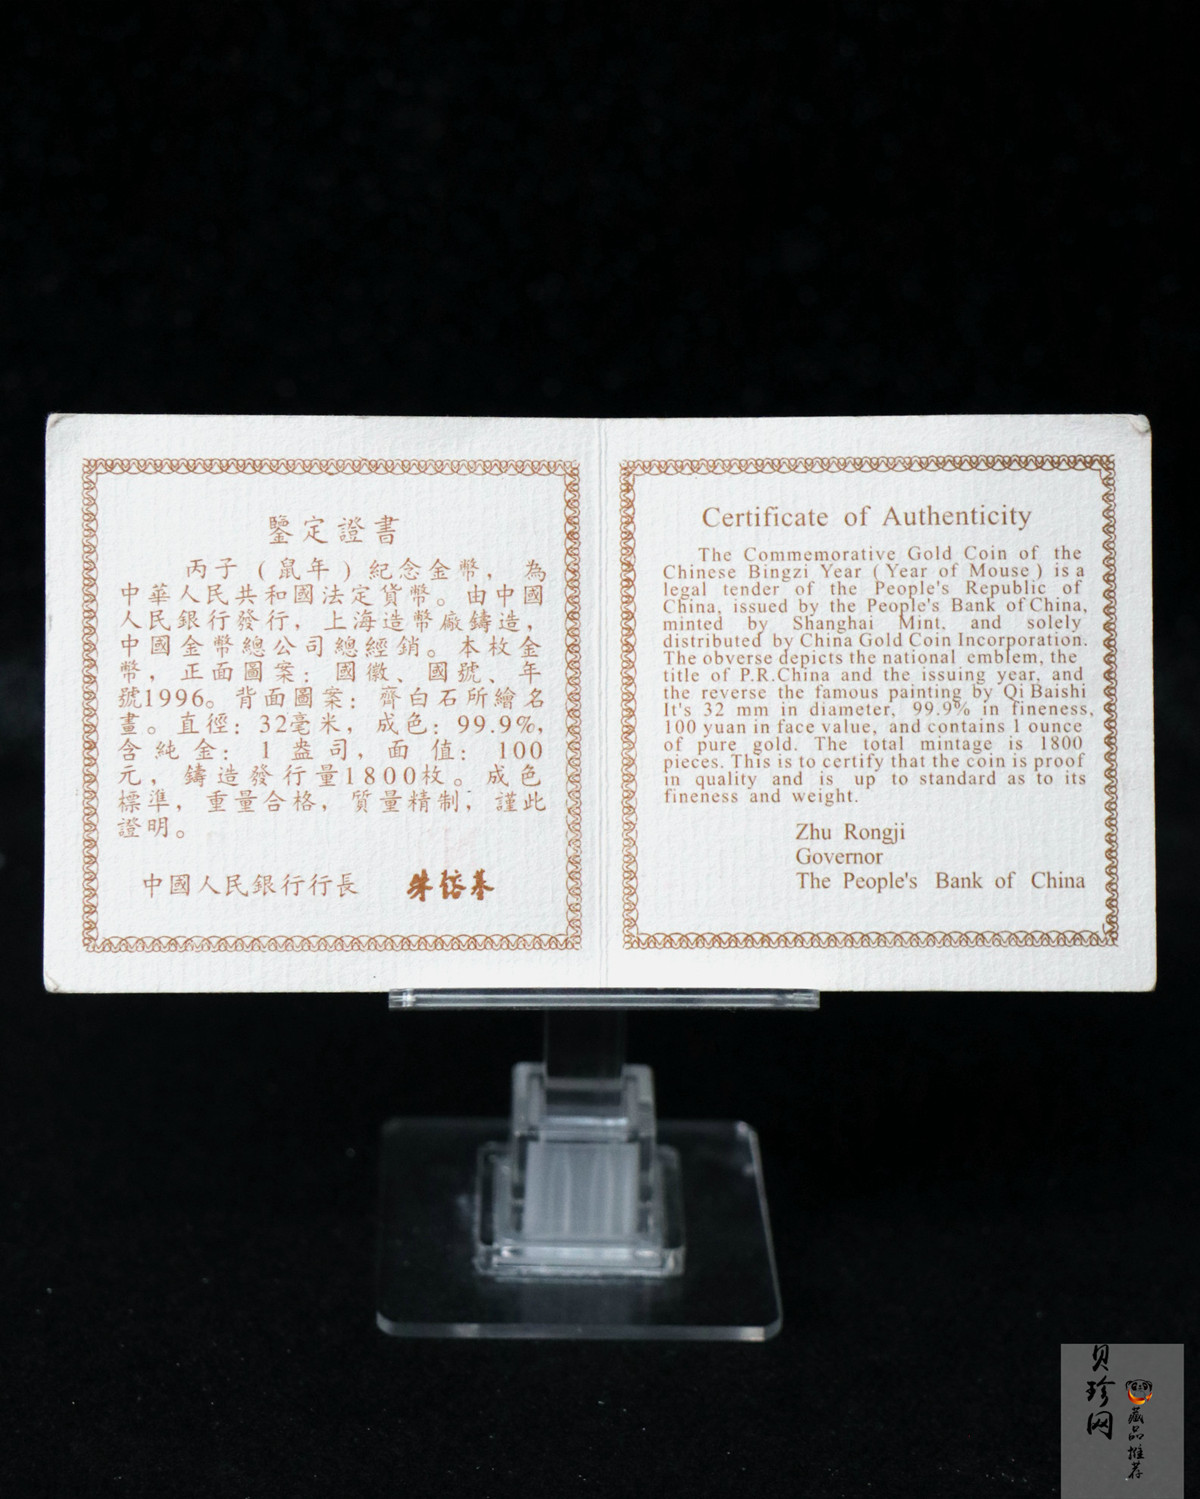 鑒定證書
丙子(鼠年)紀念金幣，為
中華人民共和國法定貨幣。由中國
人民銀行發行，上海造幣廠鑄造，
中國金幣總公司總經銷。本枚金
幣，正面圖案：國徽、國號、年
號1996。背面圖案：齊白石所繪名
畫。直徑：32毫米，成色：99.9%，
含純金：1盎司，面值：100
元，鑄造發行量1800枚。成色
標準，重量合格，質量精制，謹此
證明。
中國人民銀行行長 朱鎔基
Certificate of Authenticity
The Commemorative Gold Coin of the
Chinese Bingzi Year (Year of Mouse) is a
legal tender of the People's Republic of
China, issued by the People's Bank of China,
minted by Shanghai Mint, and solely
distributed by China Gold Coin Incorporation.
The obverse depicts the national emblem, the
title of P.R.China and the issuing year, and
the reverse the famous painting by Qi Baishi
It's 32 mm in diameter, 99.9% in fineness,
100 yuan in face value, and contains 1 ounce
of pure gold. The total mintage is 1800
pieces. This is to certify that the coin is proof
in quality and is up to standard as to its
fineness and weight.
Zhu Rongji
Governor
The People's Bank of China
贝珍网
藏品推荐